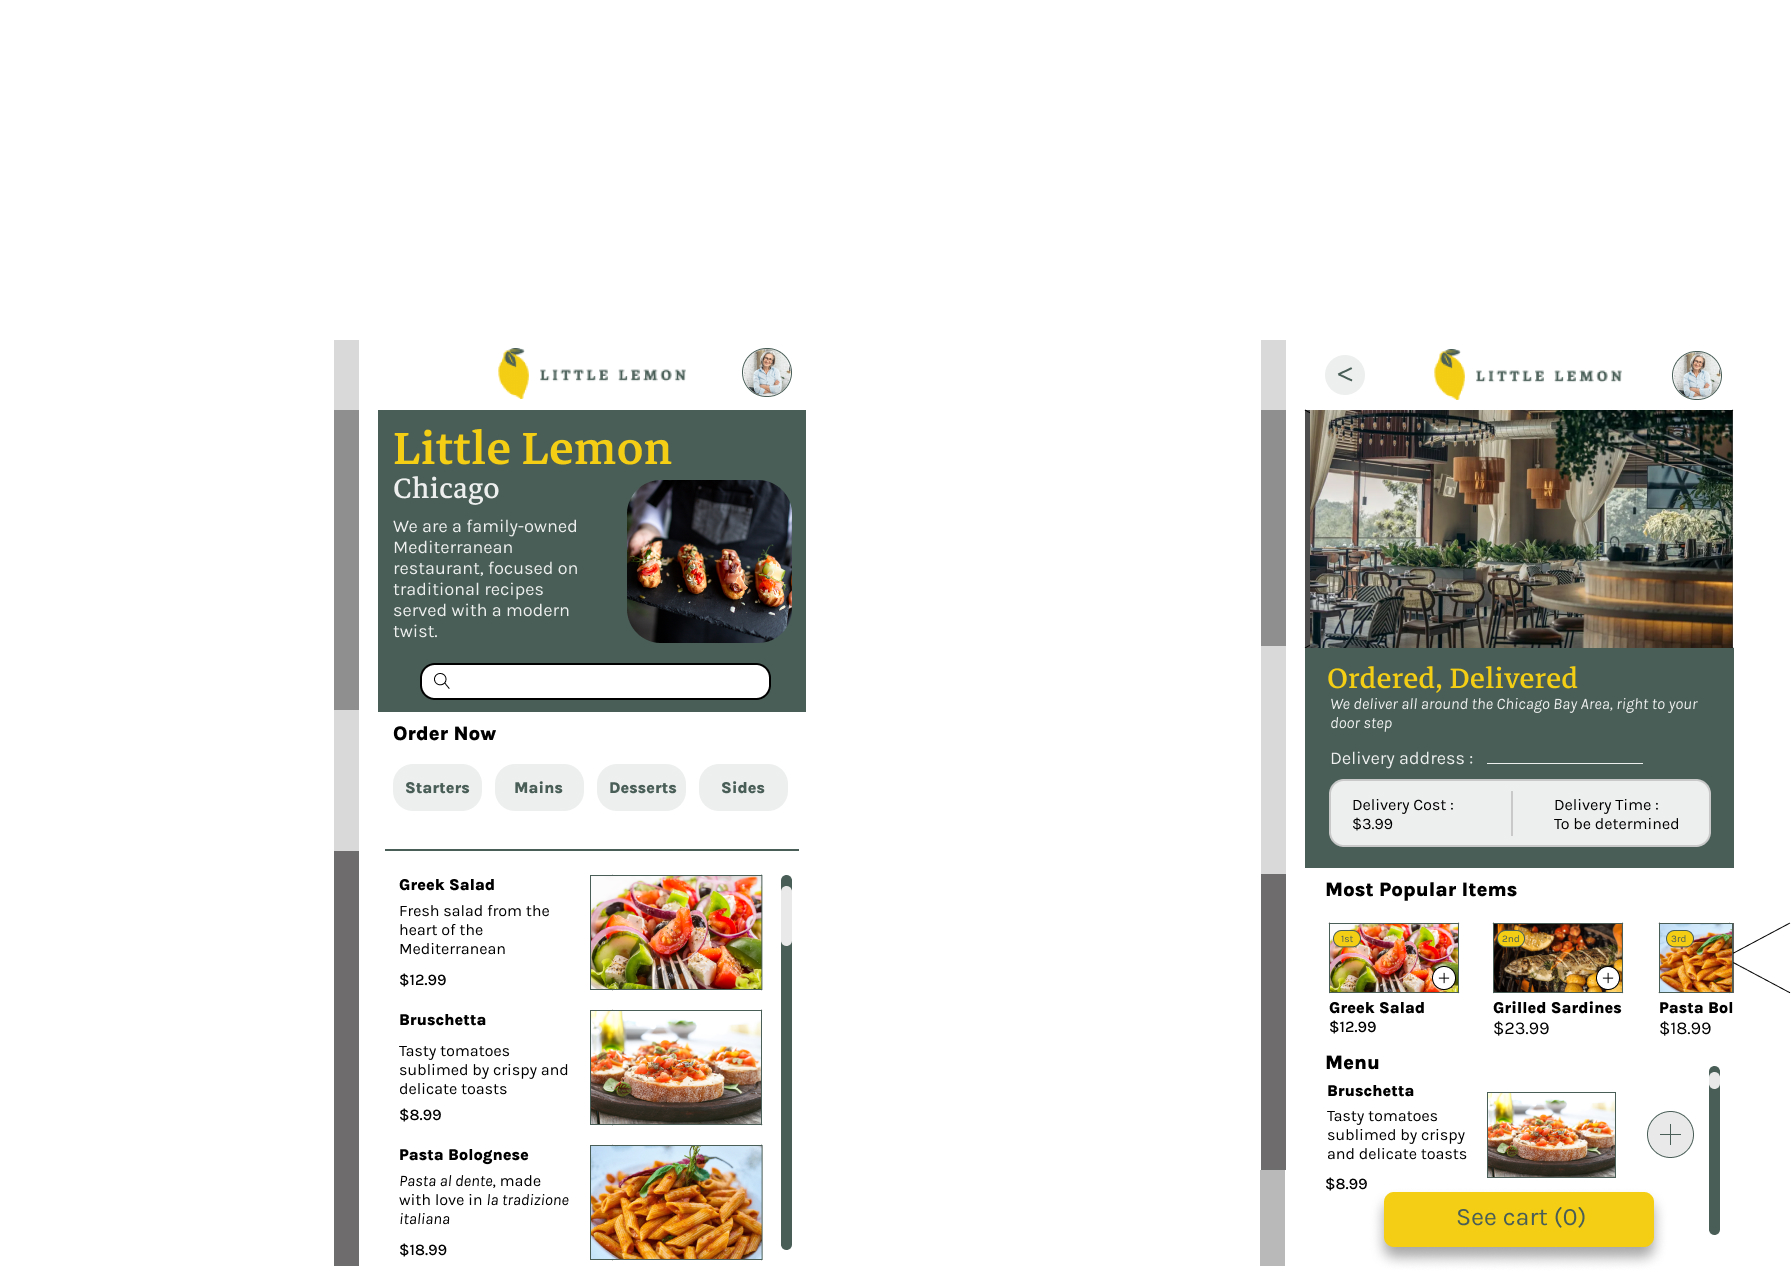 LITTLE LEMON
Little Lemon
Chicago
We are a family-owned
Mediterranean
restaurant, focused on
traditional recipes
served with a modern
twist.
Order Now
Starters
Mains
Desserts
Sides
Greek Salad
Fresh salad from the
heart of the
Mediterranean
$12.99
Bruschetta
Tasty tomatoes
sublimed by crispy and
delicate toasts
$8.99
Pasta Bolognese
Pasta al dente, made
with love in la tradizione
italiana
$18.99
<
LITTLE LEMON
Ordered, Delivered
We deliver all around the Chicago Bay Area, right to your
door step
Delivery address :
Delivery Cost :
$3.99
Delivery Time :
To be determined
Most Popular Items
1st
Greek Salad
$12.99
2nd
Grilled Sardines
$23.99
3rd
Pasta Bol
$18.99
Menu
Bruschetta
Tasty tomatoes
sublimed by crispy
and delicate toasts
$8.99
See cart (0)